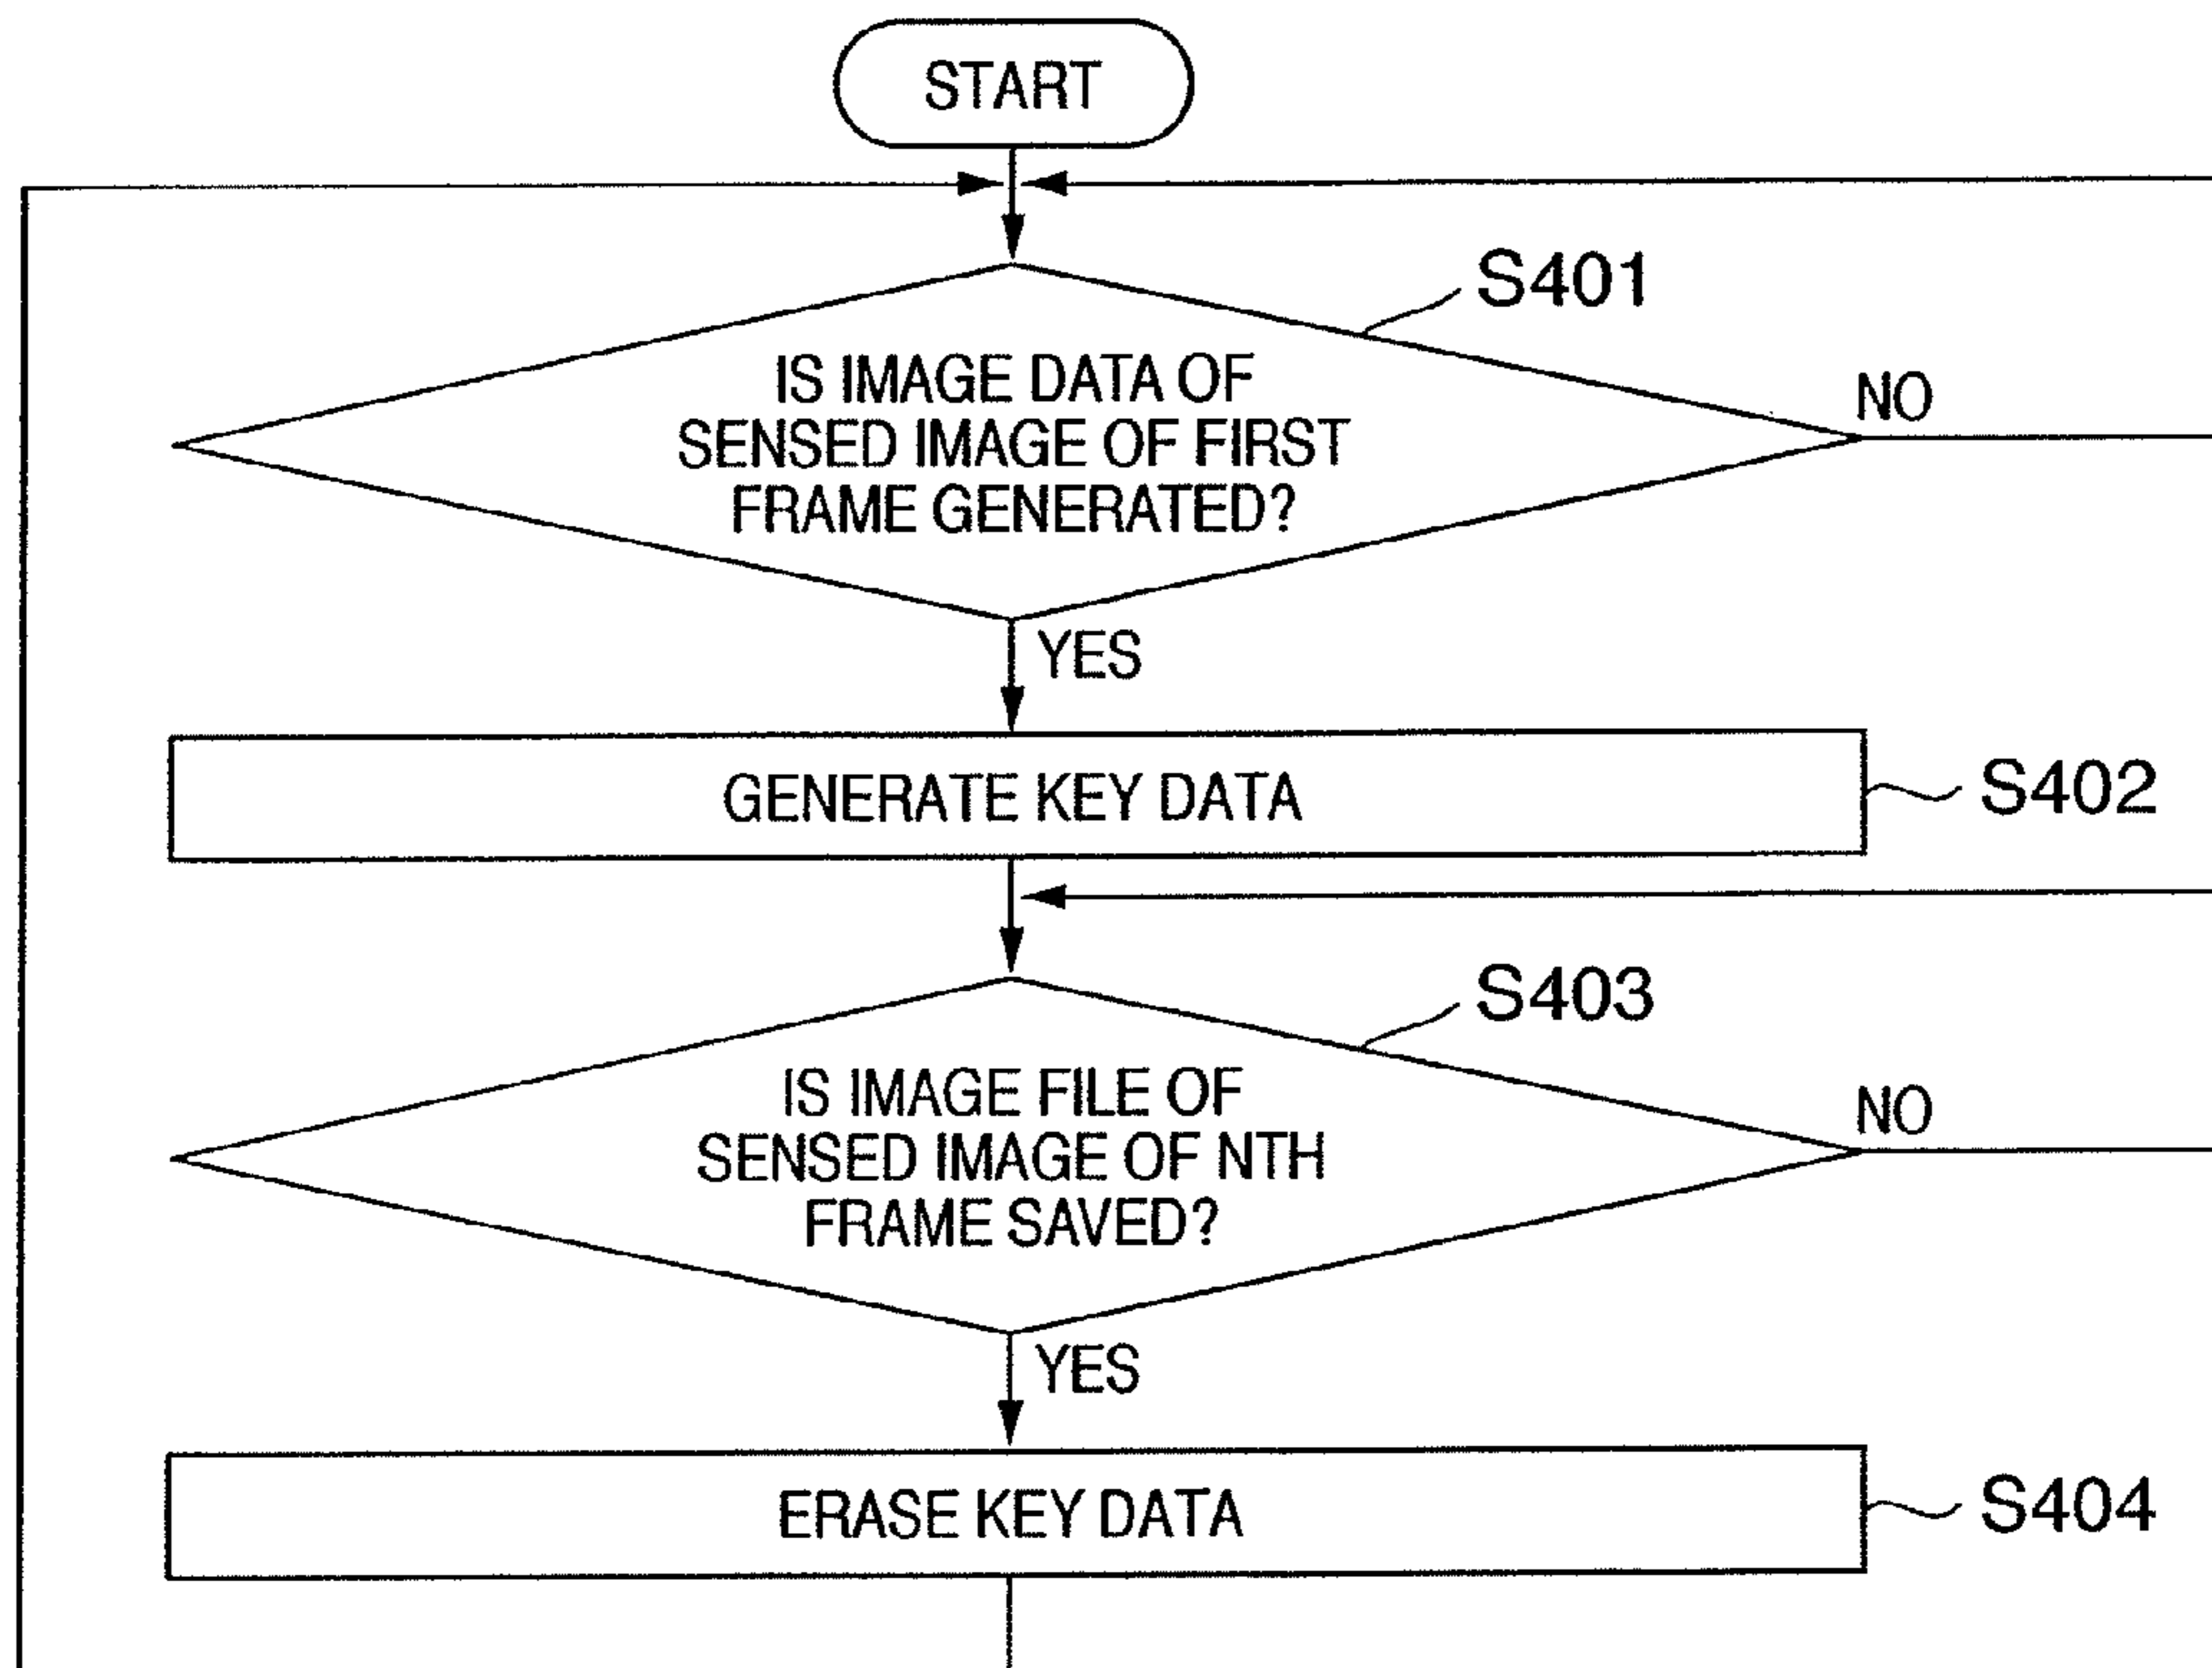 START
S401
IS IMAGE DATA OF
SENSED IMAGE OF FIRST
FRAME GENERATED?
NO
YES
GENERATE KEY DATA
S402
S403
IS IMAGE FILE OF
SENSED IMAGE OF NTH
FRAME SAVED?
NO
YES
ERASE KEY DATA
S404